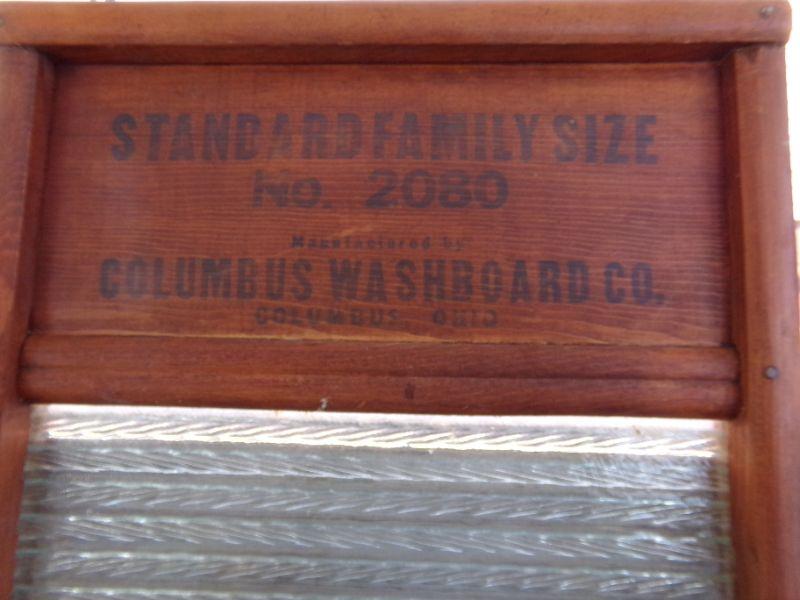 STANDARD FAMILY SIZE
No. 2080
Manufactured by
COLUMBUS WASHBOARD CO.
COLUMBUS, OHIO